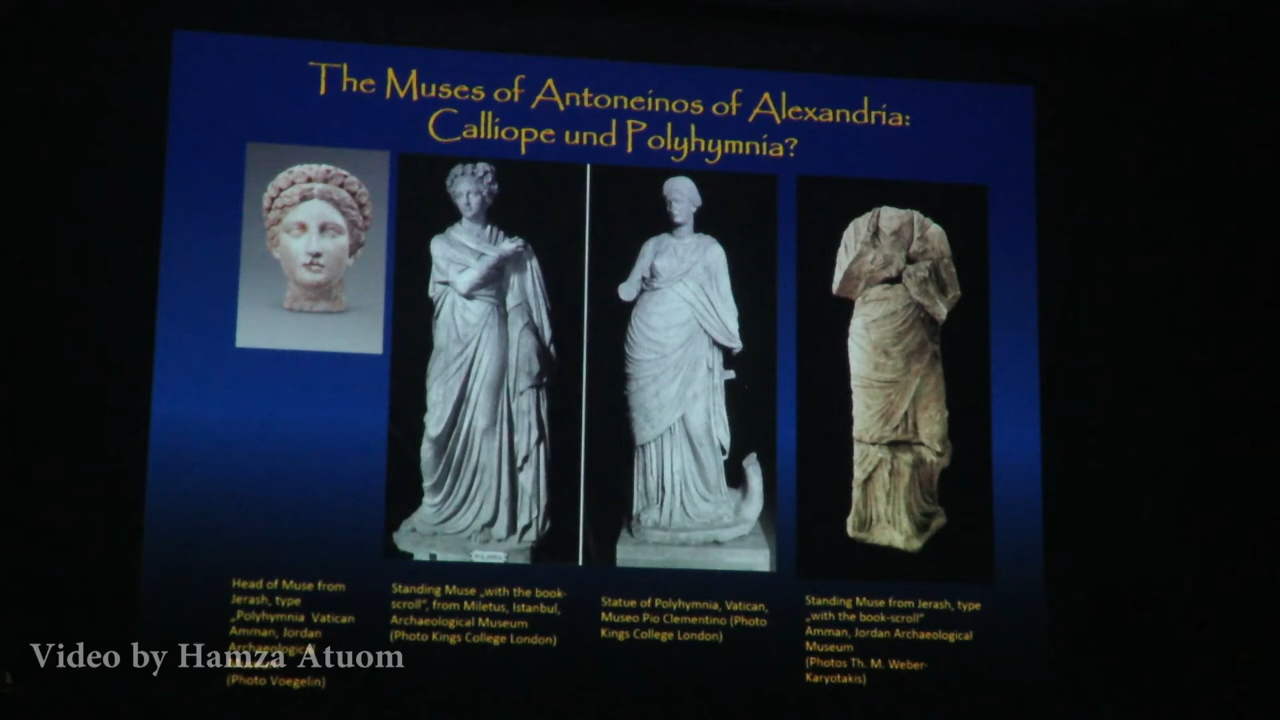 The Muses of Antoneinos of Alexandria:
Calliope und Polyhymnia?
Head of Muse from
Jerash, type
„Polyhymnia Vatican
Amman, Jordan
Archaeological
(Photo Voegelin)
Standing Muse „with the book-
scroll", from Miletus, Istanbul,
Archaeological Museum
(Photo Kings College London)
Statue of Polyhymnia, Vatican,
Museo Pio Clementino (Photo
Kings College London)
Standing Muse from Jerash, type
„with the book-scroll"
Amman, Jordan Archaeological
Museum
(Photos Th. M. Weber-
Karyotakis)
Video by Hamza Atuom